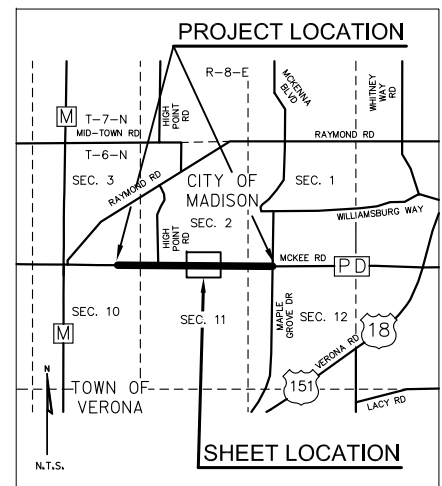 PROJECT LOCATION
R-8-E
MCKENNA
BLVD
WHITNEY
WAY
RD
M
T-7-N
MID-TOWN RD
HIGH
POINT
RD
RAYMOND RD
T-6-N
SEC. 3
RAYMOND RD
CITY OF
MADISON
SEC. 1
SEC. 2
WILLIAMSBURG WAY
HIGH
POINT
RD
MCKEE RD
PD
SEC. 10
SEC. 11
MAPLE
GROVE DR
SEC. 12
M
18
VERONA RD
151
N
TOWN OF
VERONA
LACY RD
N.T.S.
SHEET LOCATION